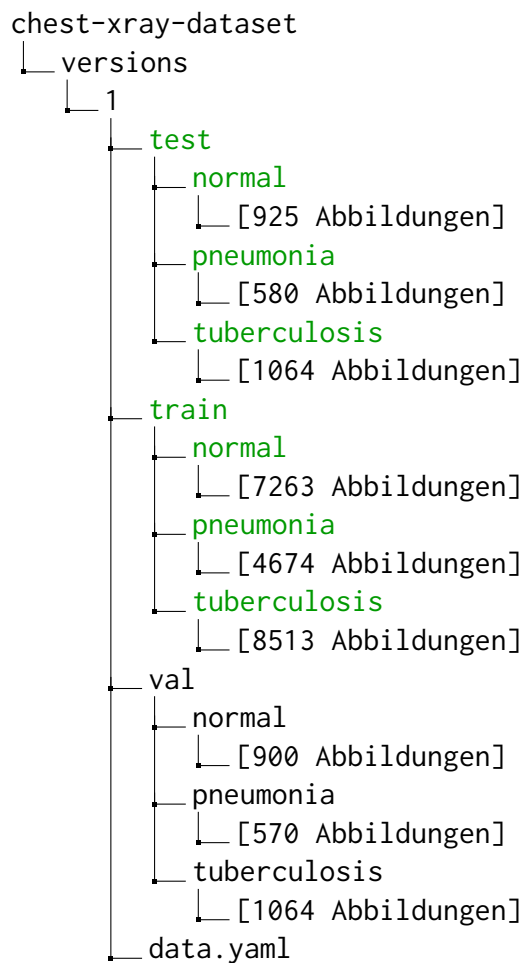 chest-xray-dataset
versions
1
test
normal
[925 Abbildungen]
pneumonia
[580 Abbildungen]
tuberculosis
[1064 Abbildungen]
train
normal
[7263 Abbildungen]
pneumonia
[4674 Abbildungen]
tuberculosis
[8513 Abbildungen]
val
normal
[900 Abbildungen]
pneumonia
[570 Abbildungen]
tuberculosis
[1064 Abbildungen]
data.yaml